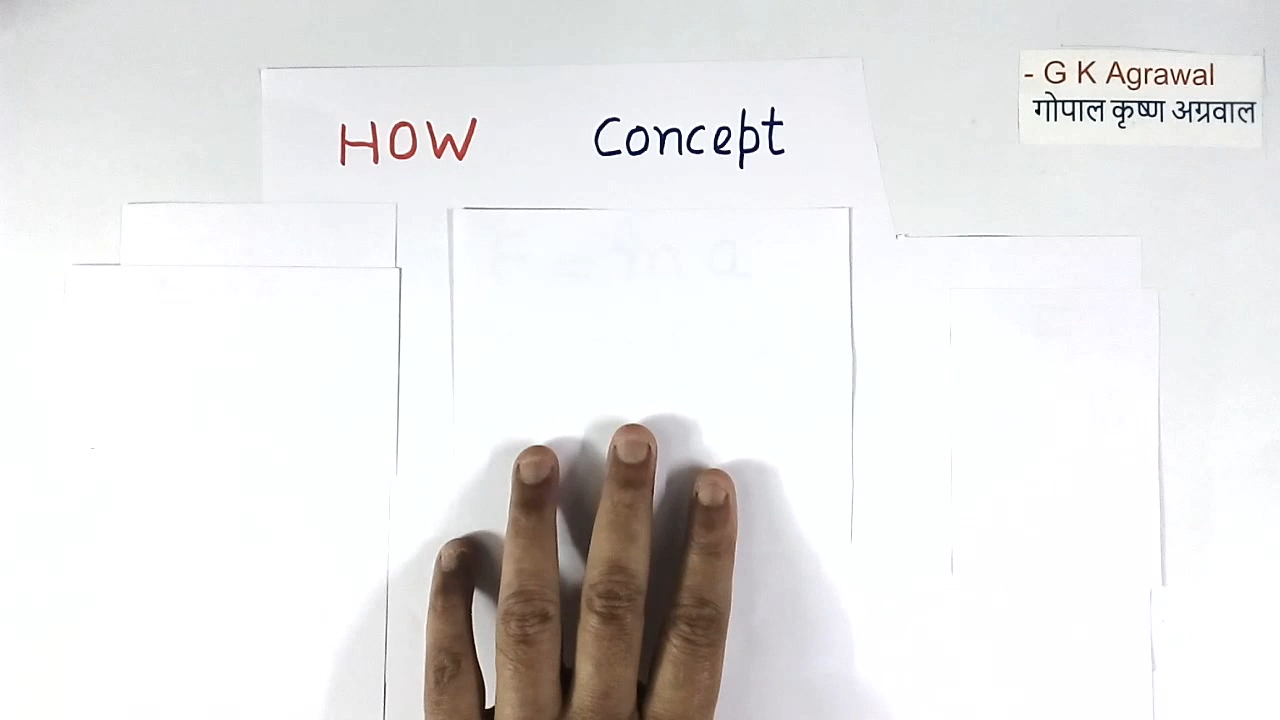 HOW Concept
- G K Agrawal
गोपाल कृष्ण अग्रवाल
F = m a